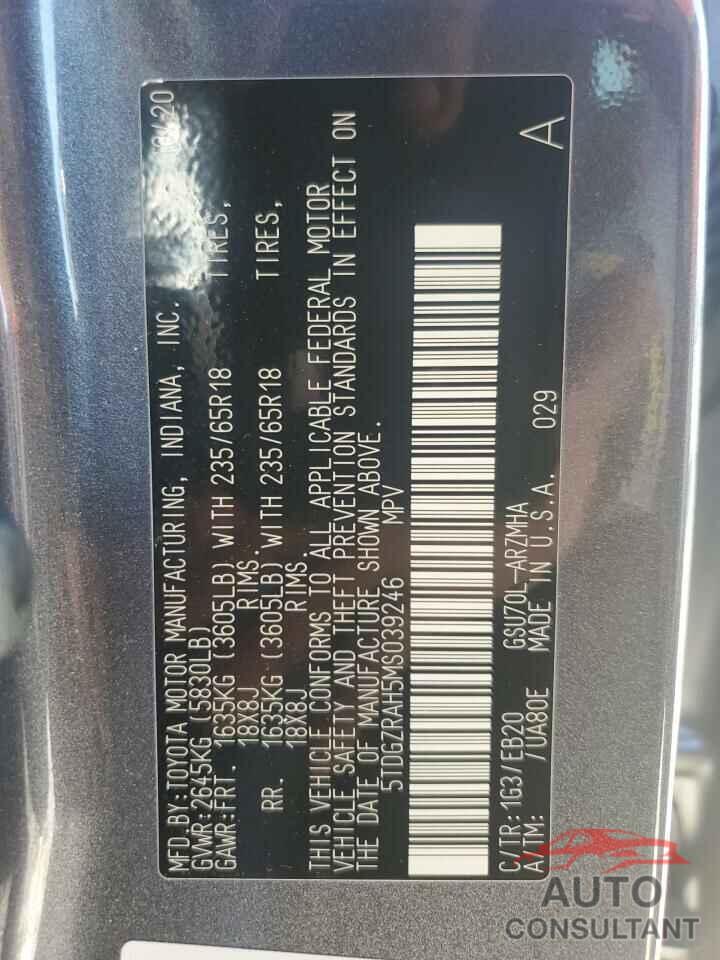 MFD.BY:TOYOTA MOTOR MANUFACTURING, INDIANA, INC.
GVWR:2645KG (5830LB)
GAWR:FRT. 1635KG (3605LB) WITH 235/65R18 TIRES,
18X8J RIMS.
RR. 1635KG (3605LB) WITH 235/65R18 TIRES,
18X8J RIMS.
THIS VEHICLE CONFORMS TO ALL APPLICABLE FEDERAL MOTOR
VEHICLE SAFETY AND THEFT PREVENTION STANDARDS IN EFFECT ON
THE DATE OF MANUFACTURE SHOWN ABOVE.
5TDGZRAH5MS039246 MPV
C/TR:1G3/EB20 GSU70L-ARZMHA
A/TM: /UA80E MADE IN U.S.A. 029 A
AUTO
CONSULTANT